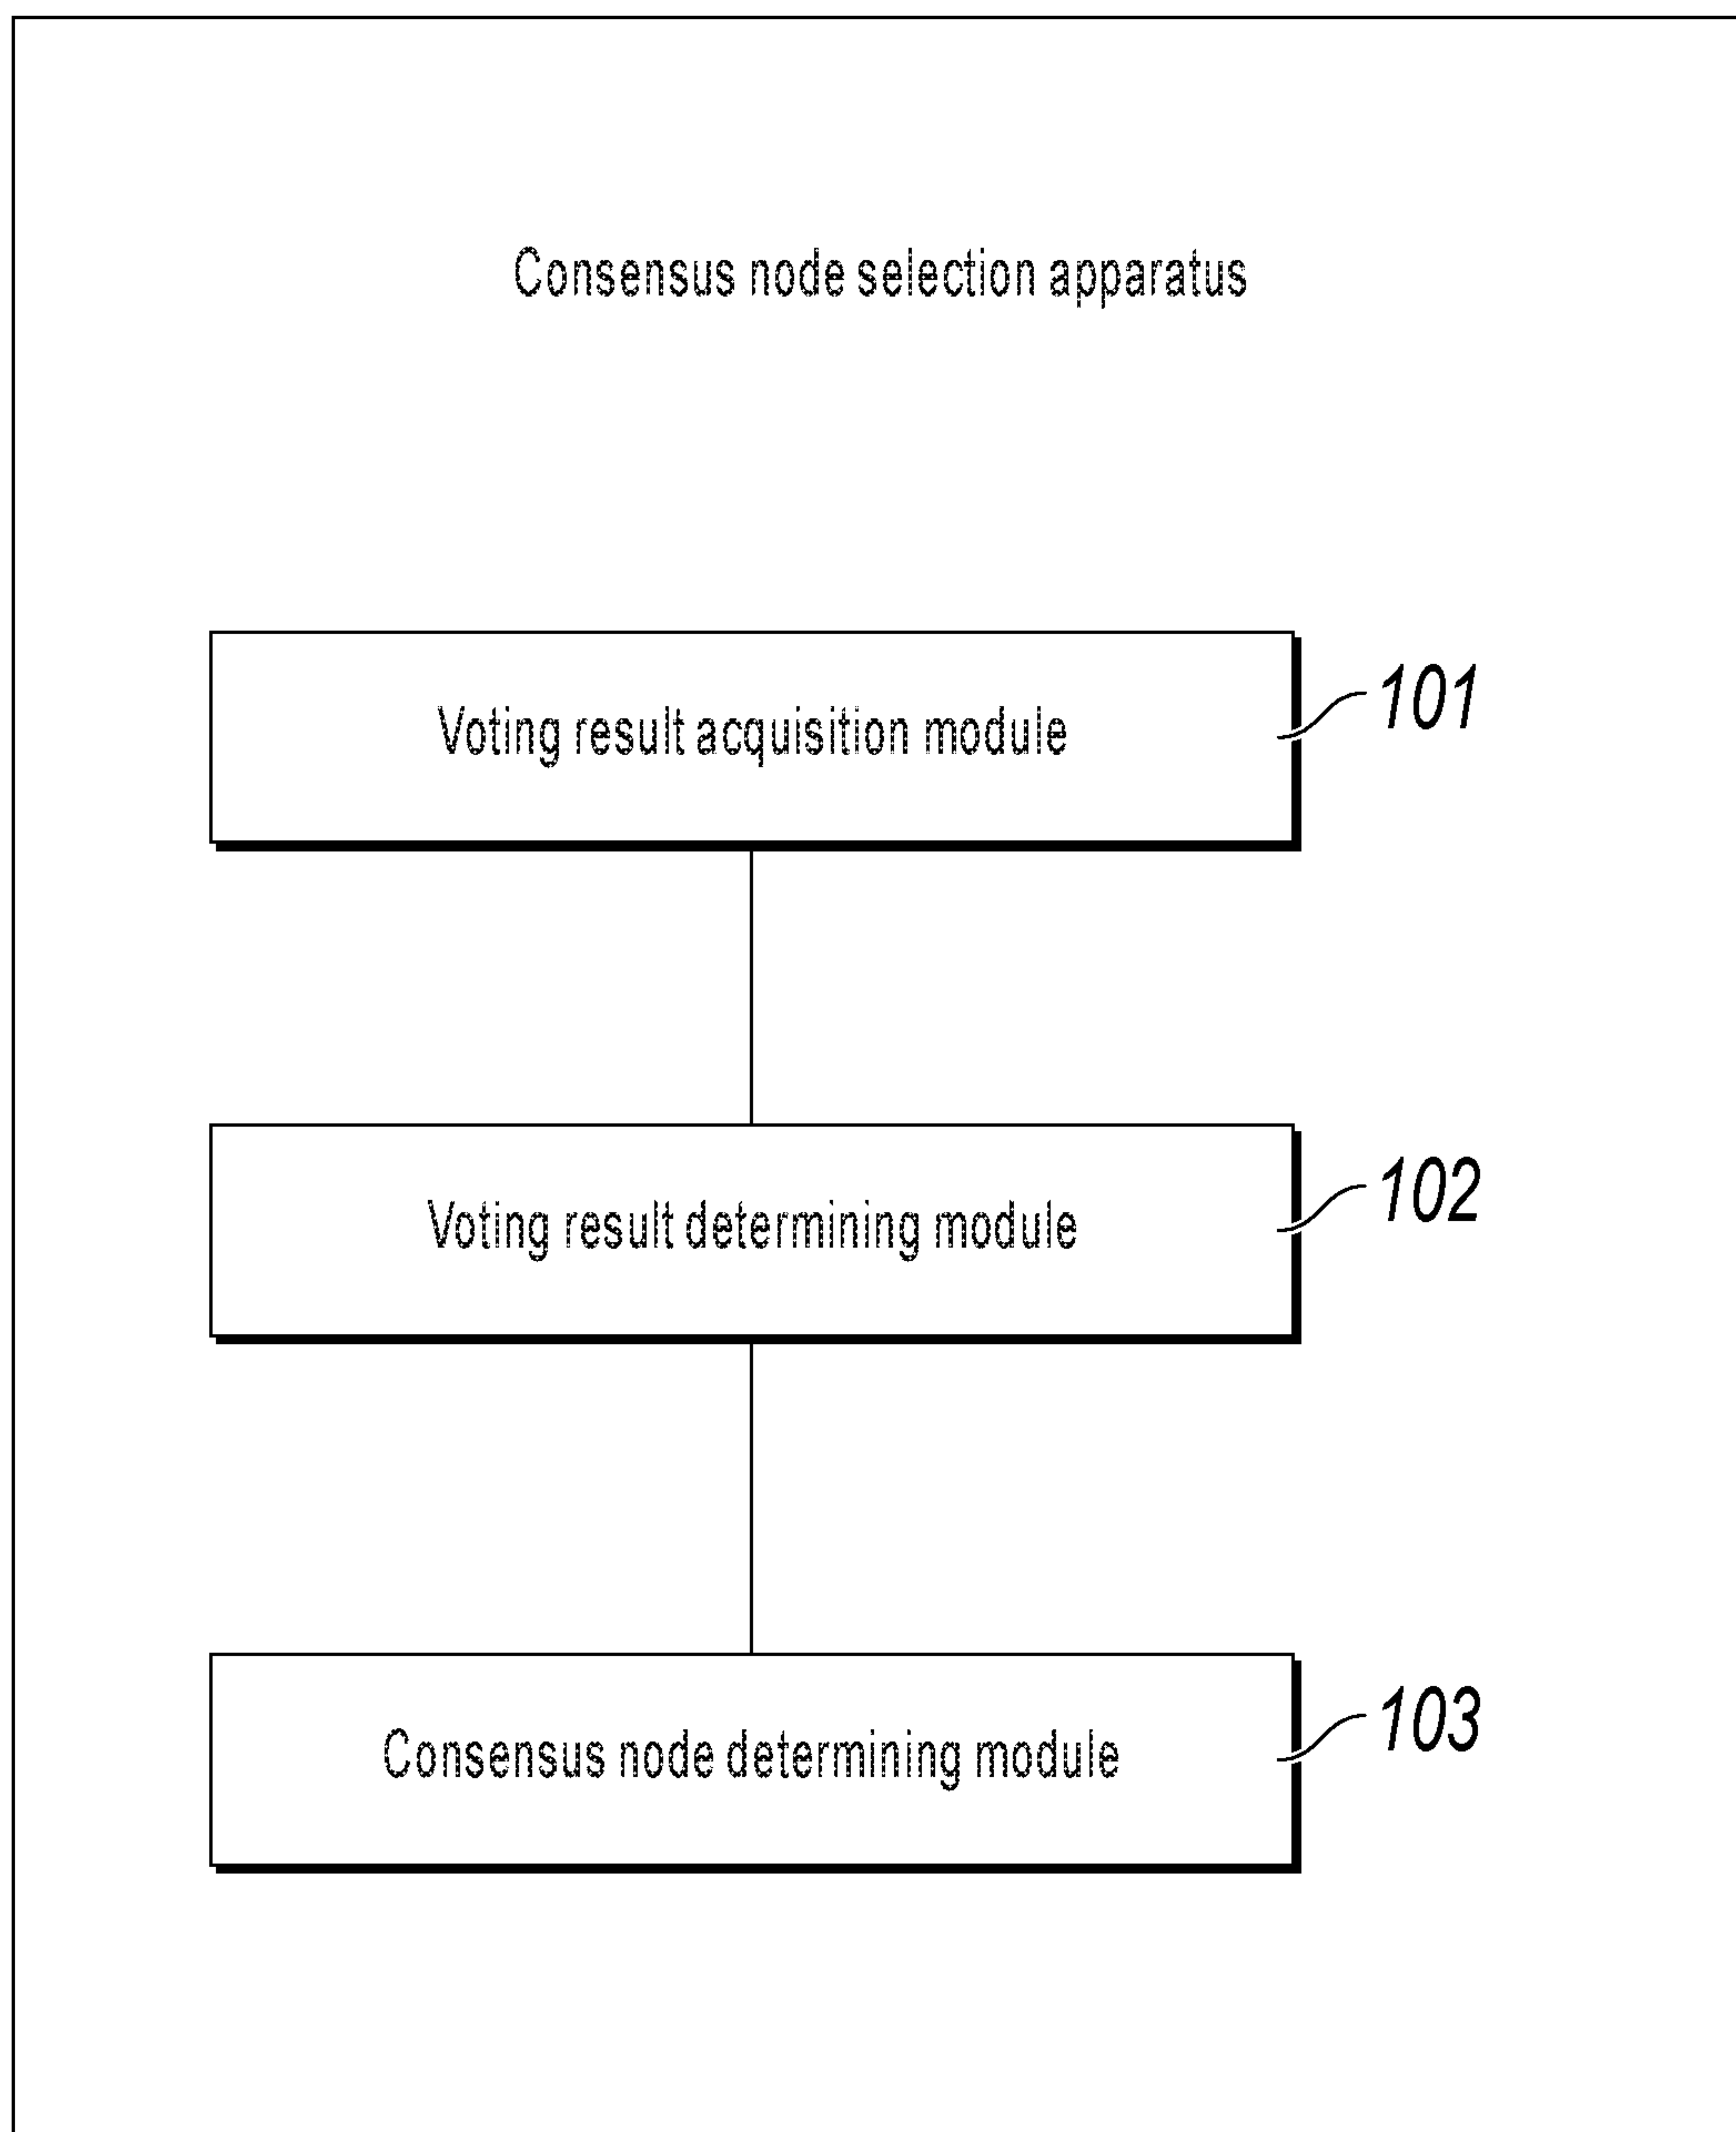 Consensus node selection apparatus
Voting result acquisition module
101
Voting result determining module
102
Consensus node determining module
103